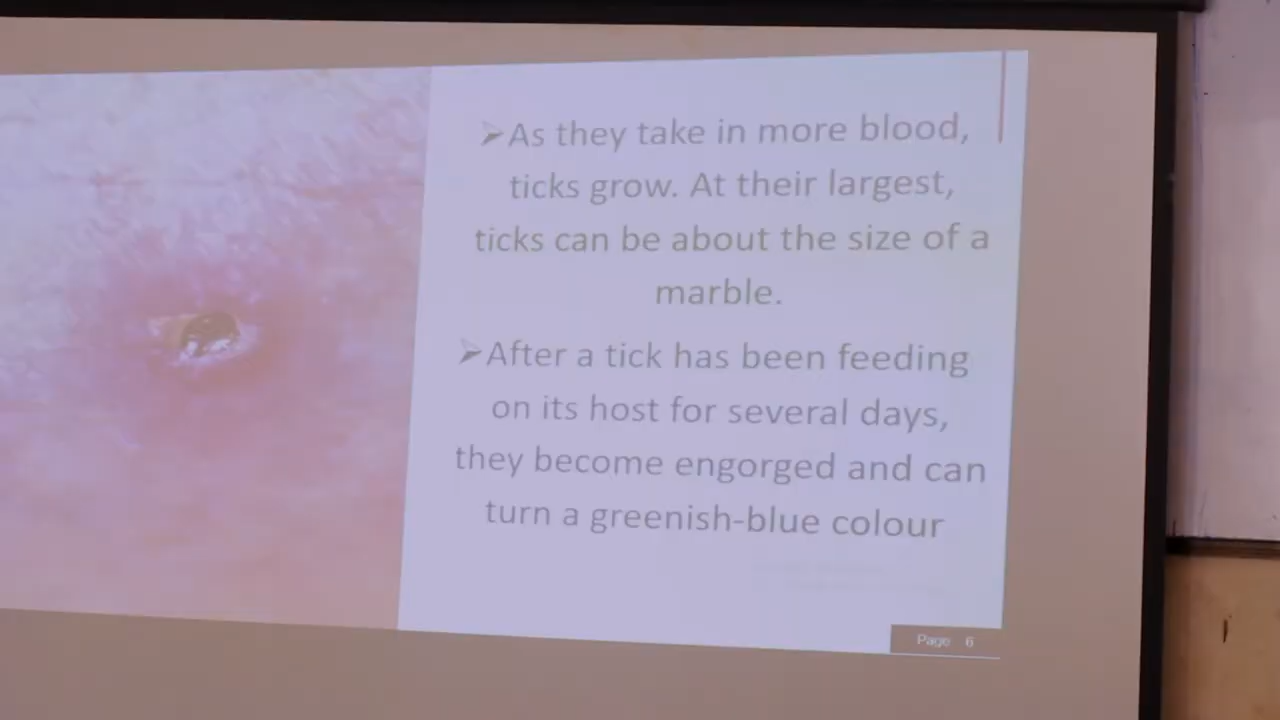 ➢As they take in more blood,
ticks grow. At their largest,
ticks can be about the size of a
marble.
➢After a tick has been feeding
on its host for several days,
they become engorged and can
turn a greenish-blue colour
Page 6